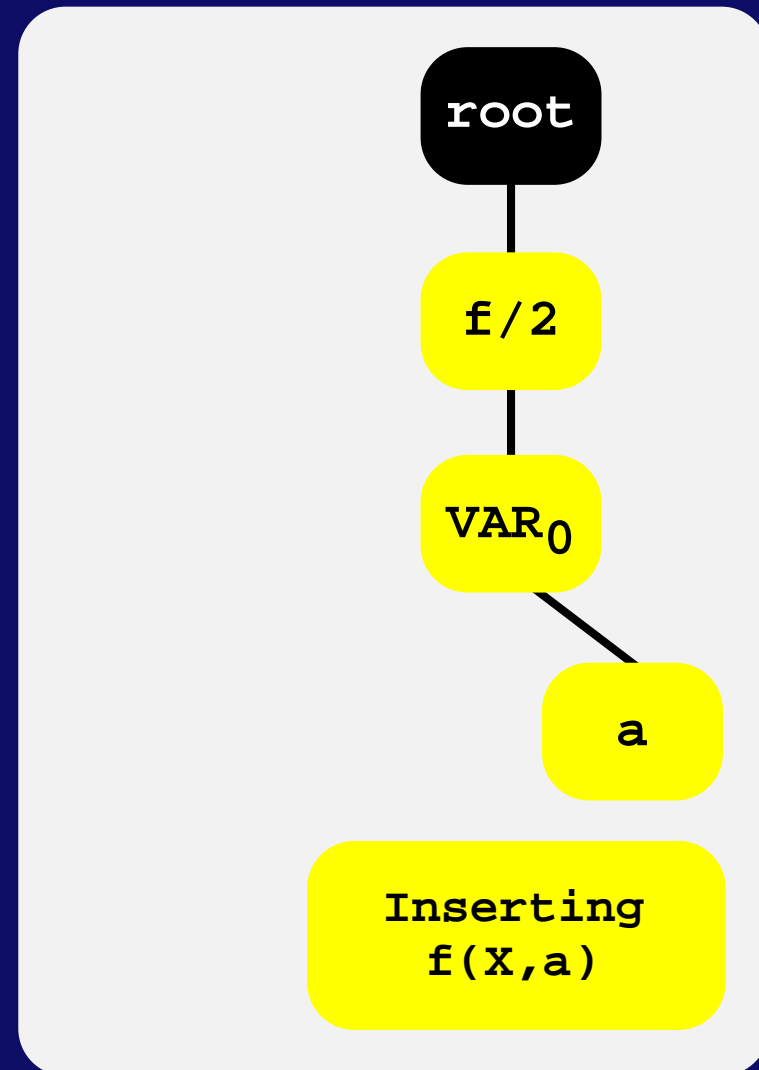 root
f/2
VAR0
a
Inserting
f(X,a)